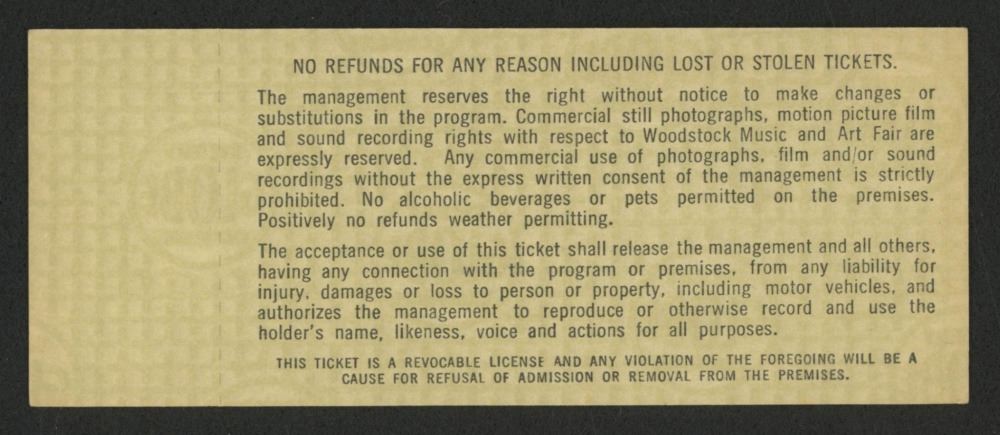 NO REFUNDS FOR ANY REASON INCLUDING LOST OR STOLEN TICKETS.
The management reserves the right without notice to make changes or
substitutions in the program. Commercial still photographs, motion picture film
and sound recording rights with respect to Woodstock Music and Art Fair are
expressly reserved. Any commercial use of photographs, film and/or sound
recordings without the express written consent of the management is strictly
prohibited. No alcoholic beverages or pets permitted on the premises.
Positively no refunds weather permitting.
The acceptance or use of this ticket shall release the management and all others,
having any connection with the program or premises, from any liability for
injury, damages or loss to person or property, including motor vehicles, and
authorizes the management to reproduce or otherwise record and use the
holder's name, likeness, voice and actions for all purposes.
THIS TICKET IS A REVOCABLE LICENSE AND ANY VIOLATION OF THE FOREGOING WILL BE A
CAUSE FOR REFUSAL OF ADMISSION OR REMOVAL FROM THE PREMISES.